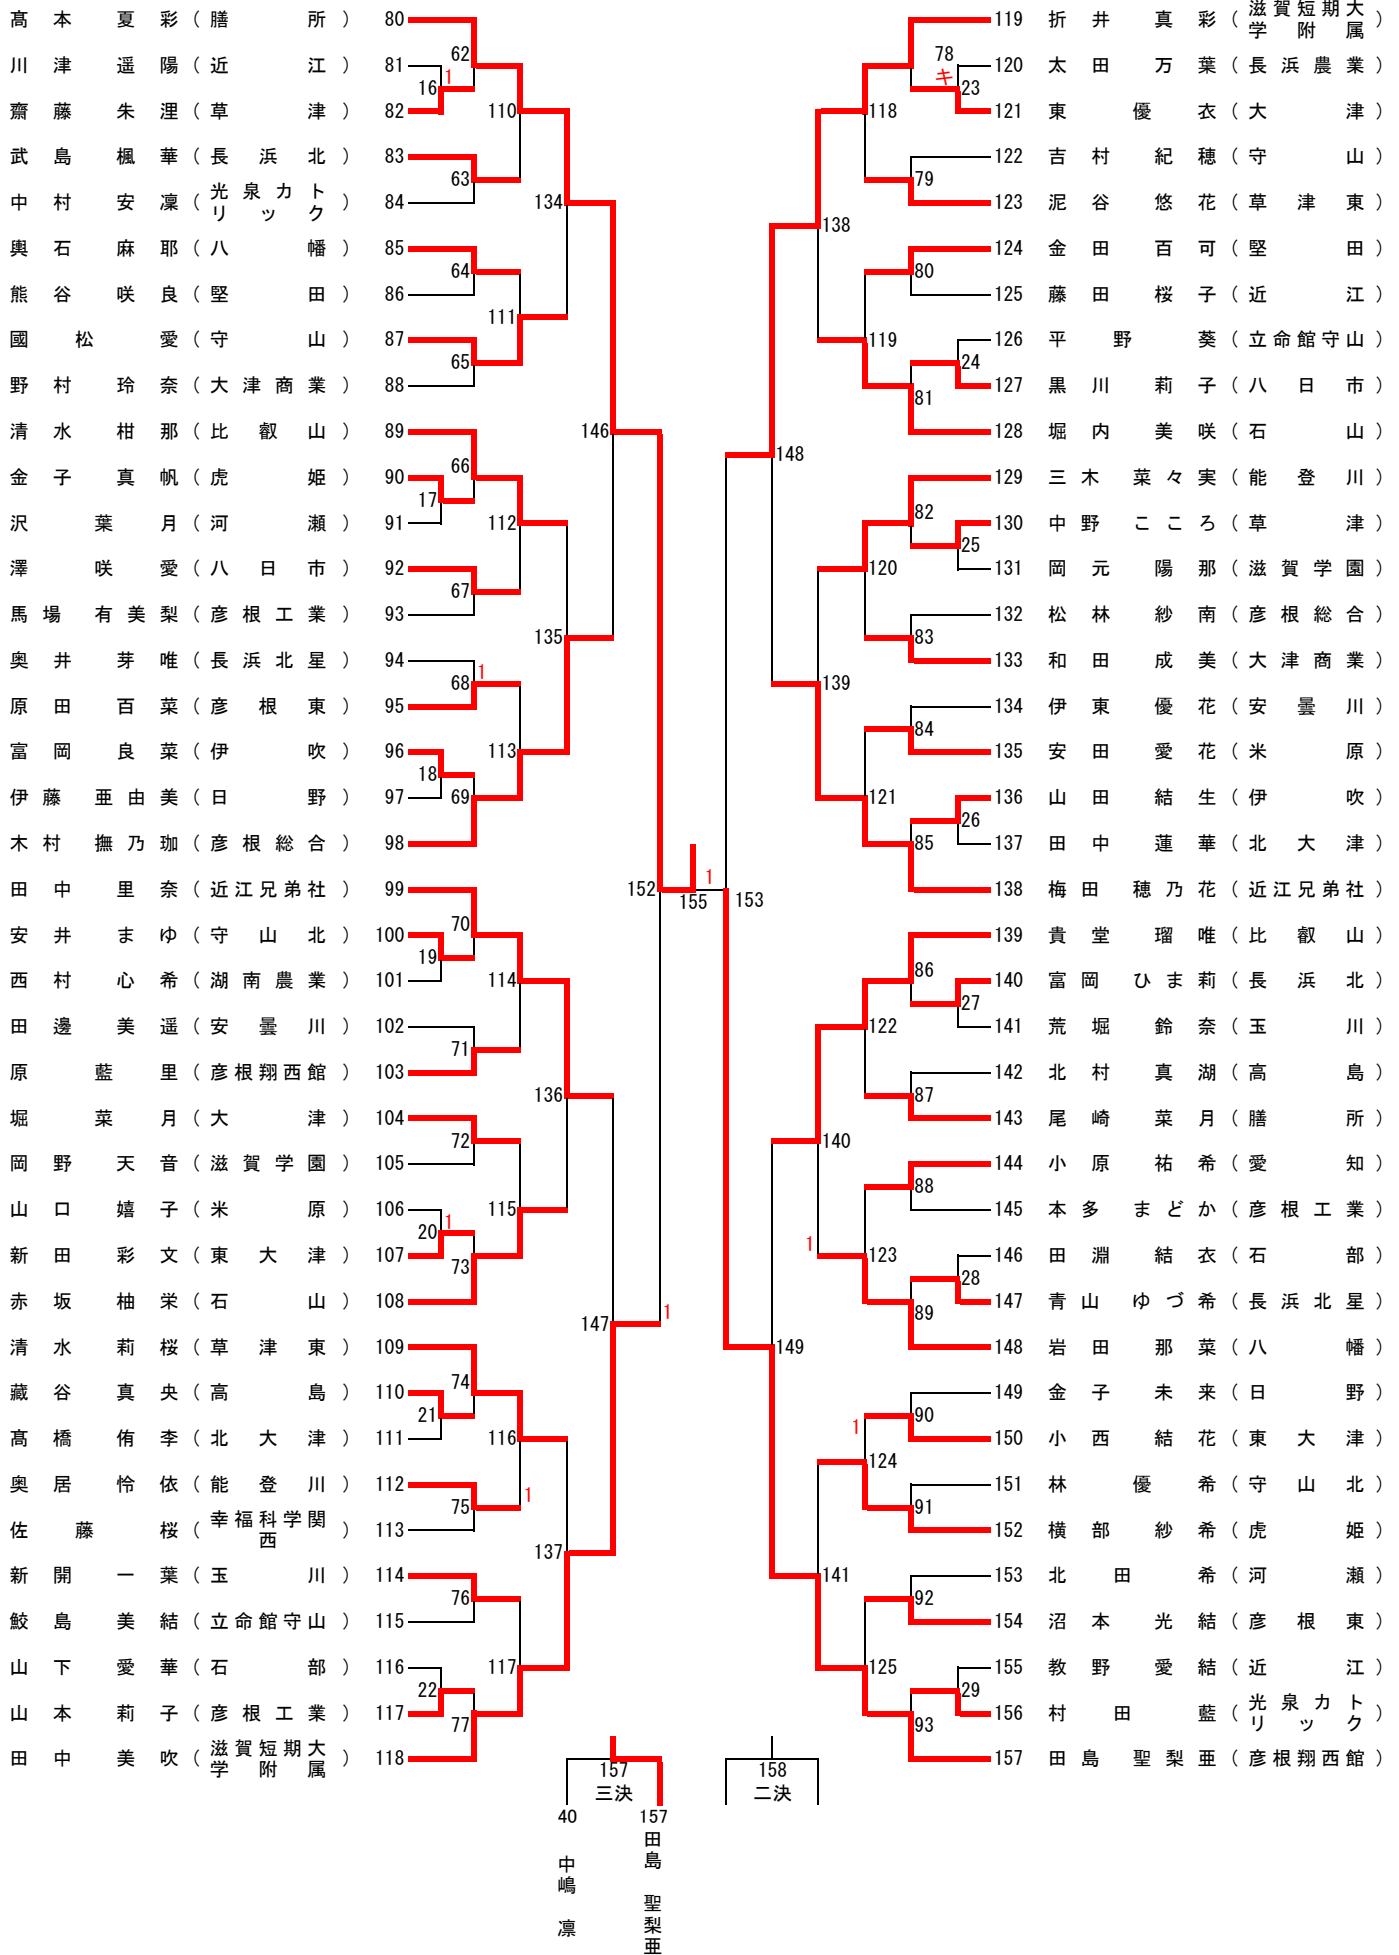 髙本 夏彩 (膳所) 80
川津 遥陽 (近江) 81
齋藤 朱浬 (草津) 82
武島 楓華 (長浜北) 83
中村 安凜 (光泉カトリック) 84
輿石 麻耶 (八幡) 85
熊谷 咲良 (堅田) 86
國松 愛 (守山) 87
野村 玲奈 (大津商業) 88
清水 柑那 (比叡山) 89
金子 真帆 (虎姫) 90
沢 葉月 (河瀬) 91
澤 咲愛 (八日市) 92
馬場 有美梨 (彦根工業) 93
奥井 芽唯 (長浜北星) 94
原田 百菜 (彦根東) 95
富岡 良菜 (伊吹) 96
伊藤 亜由美 (日野) 97
木村 撫乃珈 (彦根総合) 98
田中 里奈 (近江兄弟社) 99
安井 まゆ (守山北) 100
西村 心希 (湖南農業) 101
田邊 美遥 (安曇川) 102
原 藍里 (彦根翔西館) 103
堀 菜月 (大津) 104
岡野 天音 (滋賀学園) 105
山口 嬉子 (米原) 106
新田 彩文 (東大津) 107
赤坂 柚栄 (石山) 108
清水 莉桜 (草津東) 109
藏谷 真央 (高島) 110
髙橋 侑李 (北大津) 111
奥居 怜依 (能登川) 112
佐藤 桜 (幸福科学関西) 113
新開 一葉 (玉川) 114
鮫島 美結 (立命館守山) 115
山下 愛華 (石部) 116
山本 莉子 (彦根工業) 117
田中 美吹 (滋賀短期大学附属) 118
16 1
17
18
19
20 1
21
22
62
63
64
65
66
67
68 1
69
70
71
72
73
74
75
76
77
110
111
112
113
114
115
116 1
117
134
135
136
137
146
147
152 1
155 1
153
148
149
138
139
140 1
141
118
119
120
121
122
123
124 1
125
78 キ
79
80
81
82
83
84
85
86
87
88
89
90
91
92
93
23
24
25
26
27
28
29
119 折井 真彩 (滋賀短期大学附属)
120 太田 万葉 (長浜農業)
121 東 優衣 (大津)
122 吉村 紀穂 (守山)
123 泥谷 悠花 (草津東)
124 金田 百可 (堅田)
125 藤田 桜子 (近江)
126 平野 葵 (立命館守山)
127 黒川 莉子 (八日市)
128 堀内 美咲 (石山)
129 三木 菜々実 (能登川)
130 中野 こころ (草津)
131 岡元 陽那 (滋賀学園)
132 松林 紗南 (彦根総合)
133 和田 成美 (大津商業)
134 伊東 優花 (安曇川)
135 安田 愛花 (米原)
136 山田 結生 (伊吹)
137 田中 蓮華 (北大津)
138 梅田 穂乃花 (近江兄弟社)
139 貴堂 瑠唯 (比叡山)
140 富岡 ひま莉 (長浜北)
141 荒堀 鈴奈 (玉川)
142 北村 真湖 (高島)
143 尾崎 菜月 (膳所)
144 小原 祐希 (愛知)
145 本多 まどか (彦根工業)
146 田淵 結衣 (石部)
147 青山 ゆづ希 (長浜北星)
148 岩田 那菜 (八幡)
149 金子 未来 (日野)
150 小西 結花 (東大津)
151 林 優希 (守山北)
152 横部 紗希 (虎姫)
153 北田 希 (河瀬)
154 沼本 光結 (彦根東)
155 教野 愛結 (近江)
156 村田 藍 (光泉カトリック)
157 田島 聖梨亜 (彦根翔西館)
157
三決
158
二決
40
中嶋 凛
157
田島 聖梨亜